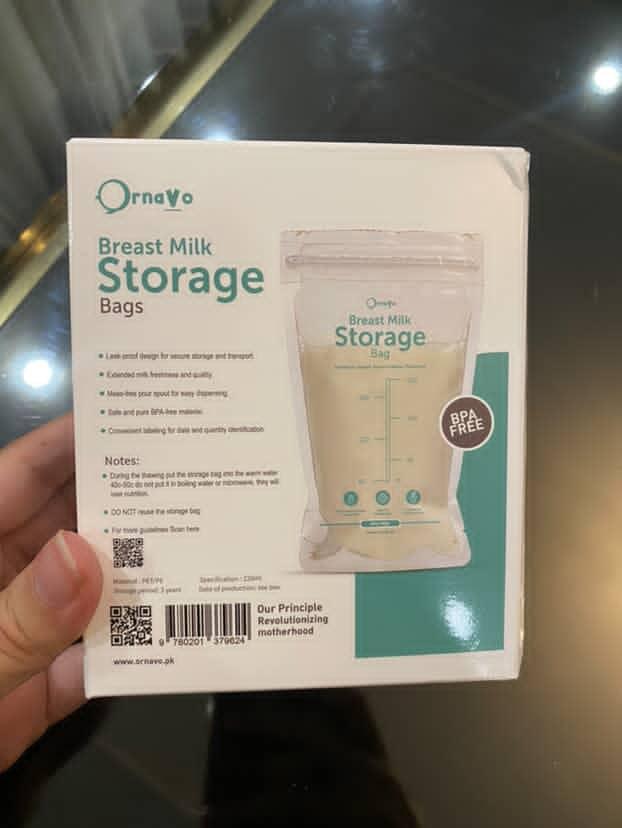 Ornavo
Breast Milk
Storage
Bags
Leak-proof design for secure storage and transport.
Extended milk freshness and quality.
Mess-free pour spout for easy dispensing.
Safe and pure BPA-free material.
Convenient labeling for date and quantity identification
Notes:
During the thawing put the storage bag into the warm water
40c-50c do not put it in boiling water or microwave, they will
lose nutrition.
DO NOT reuse the storage bag
For more guidelines Scan here
Material : PET/PE
Specification : 220ml
Storage period: 3 years
Date of production: see box
9 780201 379624
Our Principle
Revolutionizing
motherhood
www.ornavo.pk
Ornavo
Breast Milk
Storage
Bag
BPA
FREE